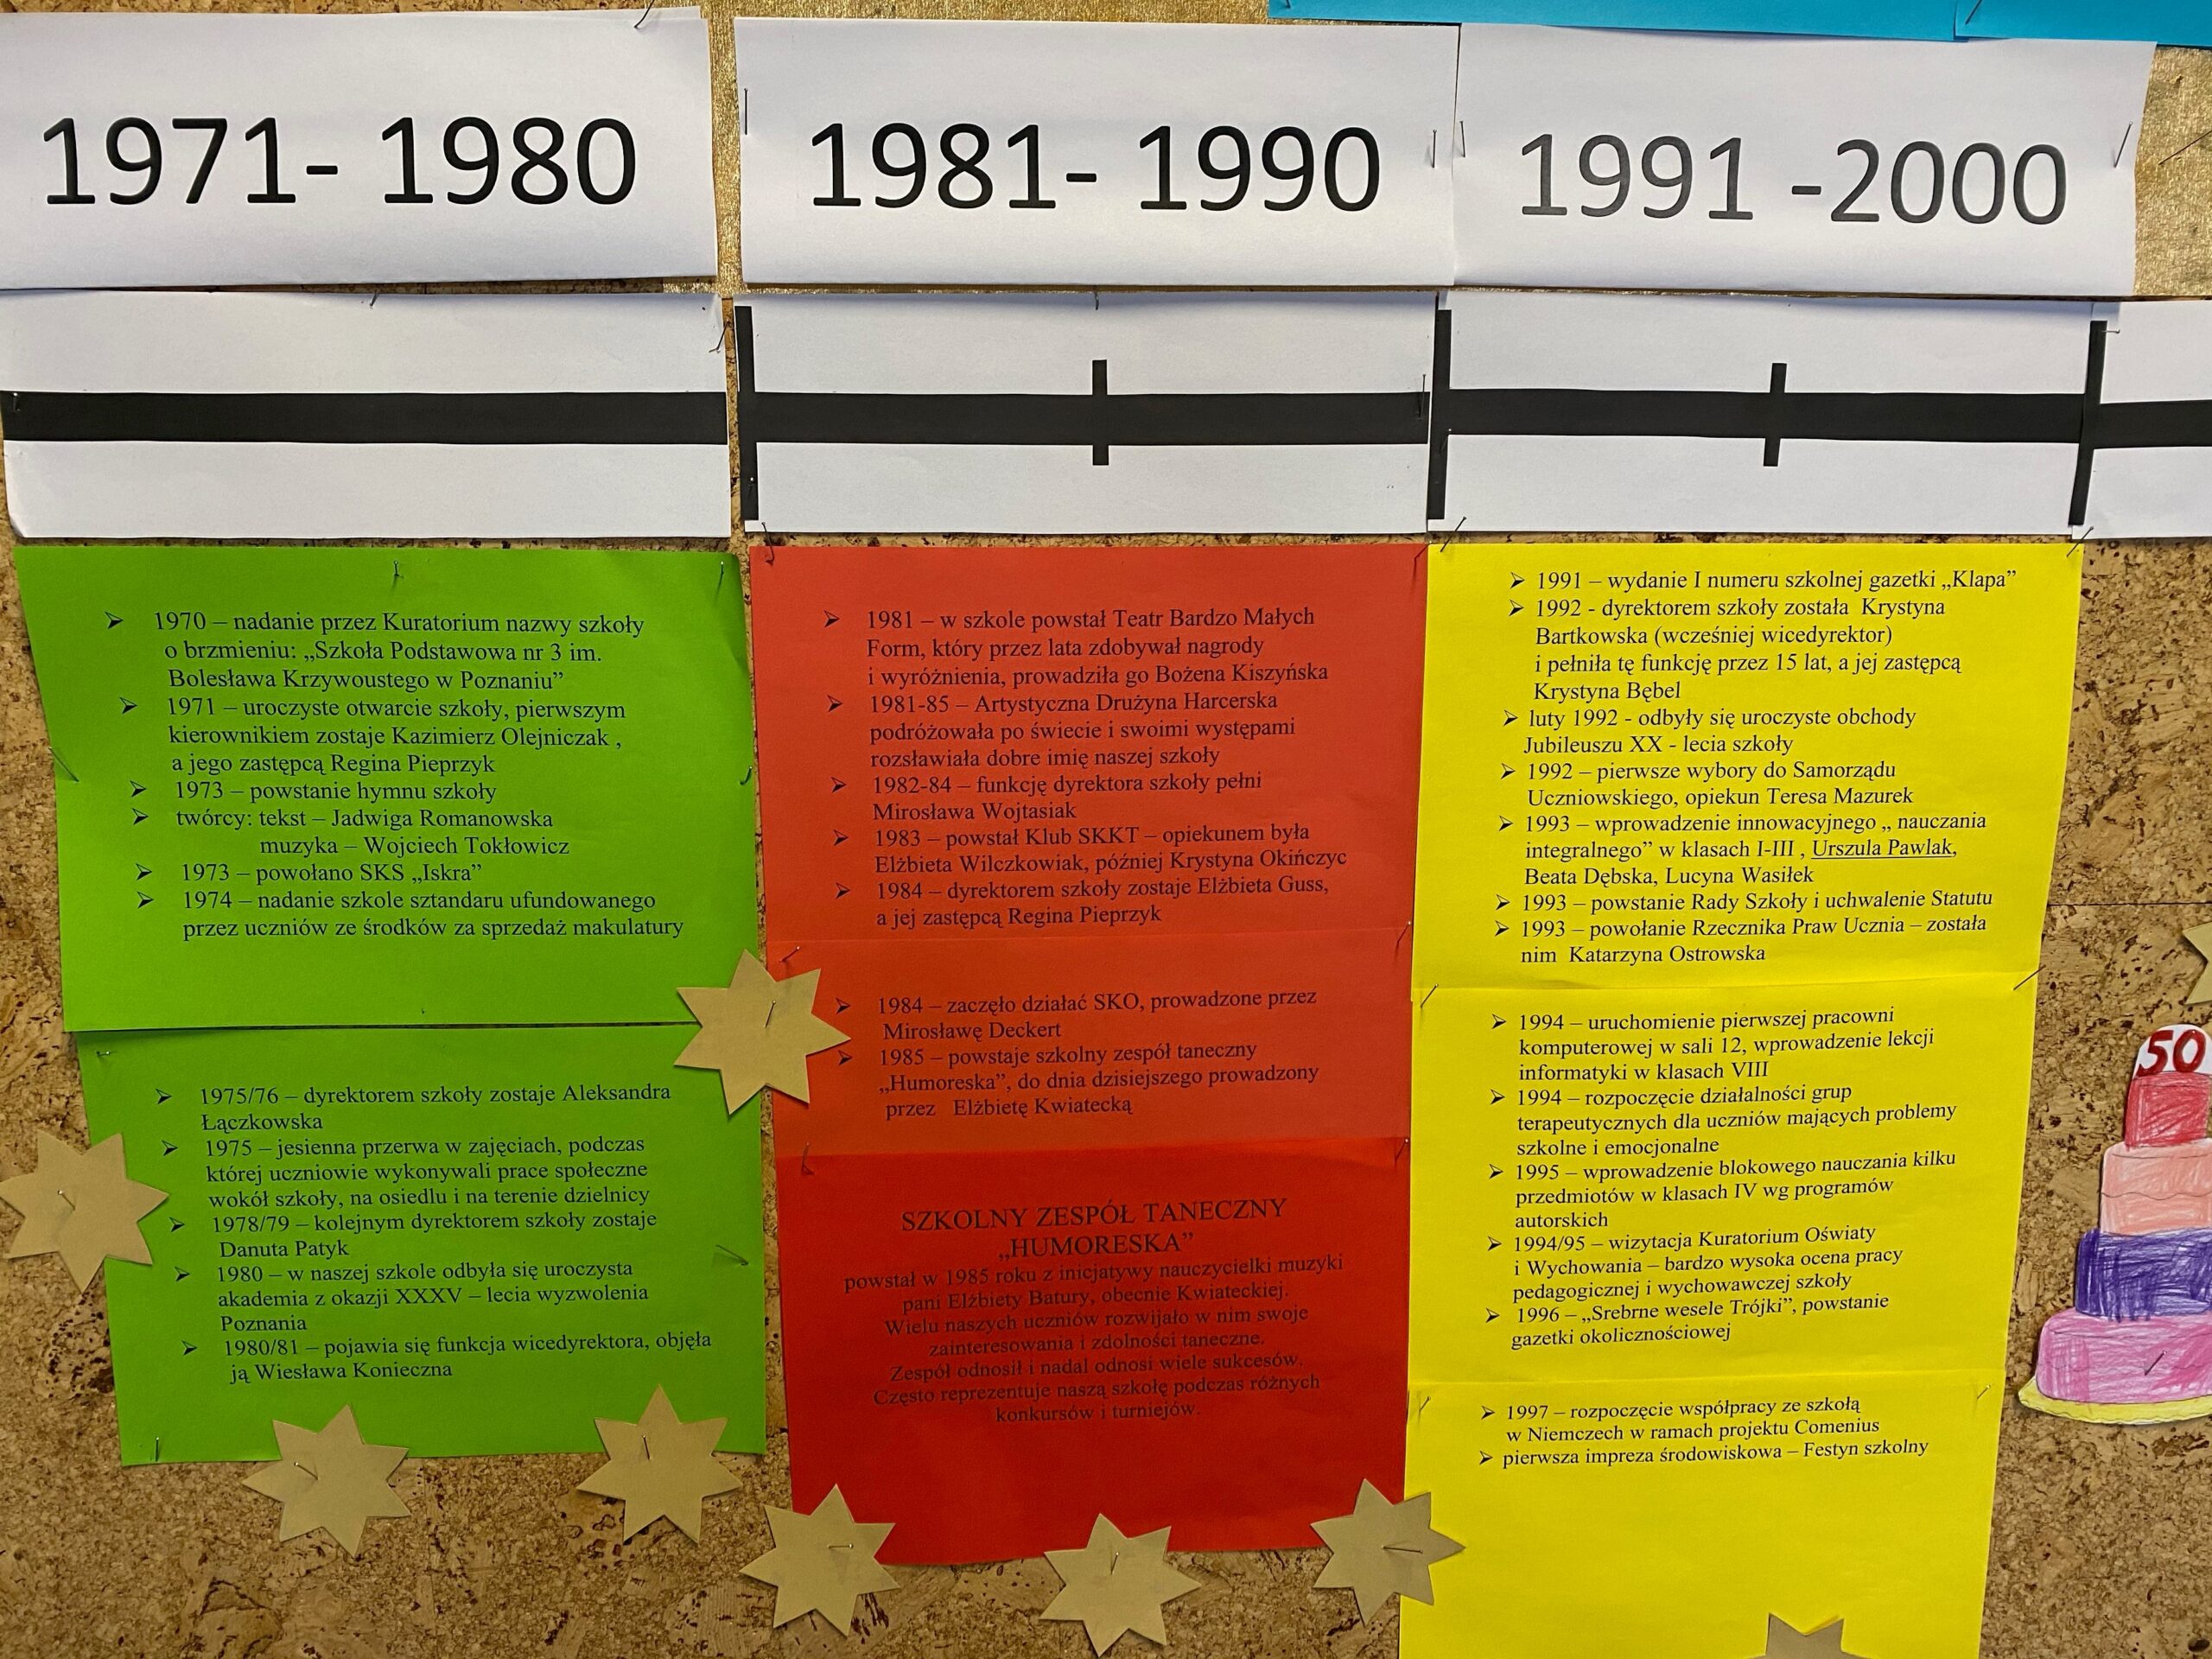 1971- 1980
1981- 1990
1991 -2000
➢ 1970 – nadanie przez Kuratorium nazwy szkoły
o brzmieniu: „Szkoła Podstawowa nr 3 im.
Bolesława Krzywoustego w Poznaniu”
➢ 1971 – uroczyste otwarcie szkoły, pierwszym
kierownikiem zostaje Kazimierz Olejniczak ,
a jego zastępcą Regina Pieprzyk
➢ 1973 – powstanie hymnu szkoły
➢ twórcy: tekst – Jadwiga Romanowska
muzyka – Wojciech Tokłowicz
➢ 1973 – powołano SKS „Iskra”
➢ 1974 – nadanie szkole sztandaru ufundowanego
przez uczniów ze środków za sprzedaż makulatury
➢ 1975/76 – dyrektorem szkoły zostaje Aleksandra
Łączkowska
➢ 1975 – jesienna przerwa w zajęciach, podczas
której uczniowie wykonywali prace społeczne
wokół szkoły, na osiedlu i na terenie dzielnicy
➢ 1978/79 – kolejnym dyrektorem szkoły zostaje
Danuta Patyk
➢ 1980 – w naszej szkole odbyła się uroczysta
akademia z okazji XXXV – lecia wyzwolenia
Poznania
➢ 1980/81 – pojawia się funkcja wicedyrektora, objęła
ją Wiesława Konieczna
➢ 1981 – w szkole powstał Teatr Bardzo Małych
Form, który przez lata zdobywał nagrody
i wyróżnienia, prowadziła go Bożena Kiszyńska
➢ 1981-85 – Artystyczna Drużyna Harcerska
podróżowała po świecie i swoimi występami
rozsławiała dobre imię naszej szkoły
➢ 1982-84 – funkcję dyrektora szkoły pełni
Mirosława Wojtasiak
➢ 1983 – powstał Klub SKKT – opiekunem była
Elżbieta Wilczkowiak, później Krystyna Okińczyc
➢ 1984 – dyrektorem szkoły zostaje Elżbieta Guss,
a jej zastępcą Regina Pieprzyk
➢ 1984 – zaczęło działać SKO, prowadzone przez
Mirosławę Deckert
➢ 1985 – powstaje szkolny zespół taneczny
„Humoreska”, do dnia dzisiejszego prowadzony
przez Elżbietę Kwiatecką
SZKOLNY ZESPÓŁ TANECZNY
„HUMORESKA”
powstał w 1985 roku z inicjatywy nauczycielki muzyki
pani Elżbiety Batury, obecnie Kwiateckiej.
Wielu naszych uczniów rozwijało w nim swoje
zainteresowania i zdolności taneczne.
Zespół odnosił i nadal odnosi wiele sukcesów.
Często reprezentuje naszą szkołę podczas różnych
konkursów i turniejów.
➢ 1991 – wydanie I numeru szkolnej gazetki „Klapa”
➢ 1992 - dyrektorem szkoły została Krystyna
Bartkowska (wcześniej wicedyrektor)
i pełniła tę funkcję przez 15 lat, a jej zastępcą
Krystyna Bębel
➢ luty 1992 - odbyły się uroczyste obchody
Jubileuszu XX - lecia szkoły
➢ 1992 – pierwsze wybory do Samorządu
Uczniowskiego, opiekun Teresa Mazurek
➢ 1993 – wprowadzenie innowacyjnego „ nauczania
integralnego” w klasach I-III , Urszula Pawlak,
Beata Dębska, Lucyna Wasiłek
➢ 1993 – powstanie Rady Szkoły i uchwalenie Statutu
➢ 1993 – powołanie Rzecznika Praw Ucznia – została
nim Katarzyna Ostrowska
➢ 1994 – uruchomienie pierwszej pracowni
komputerowej w sali 12, wprowadzenie lekcji
informatyki w klasach VIII
➢ 1994 – rozpoczęcie działalności grup
terapeutycznych dla uczniów mających problemy
szkolne i emocjonalne
➢ 1995 – wprowadzenie blokowego nauczania kilku
przedmiotów w klasach IV wg programów
autorskich
➢ 1994/95 – wizytacja Kuratorium Oświaty
i Wychowania – bardzo wysoka ocena pracy
pedagogicznej i wychowawczej szkoły
➢ 1996 – „Srebrne wesele Trójki”, powstanie
gazetki okolicznościowej
➢ 1997 – rozpoczęcie współpracy ze szkołą
w Niemczech w ramach projektu Comenius
➢ pierwsza impreza środowiskowa – Festyn szkolny
50